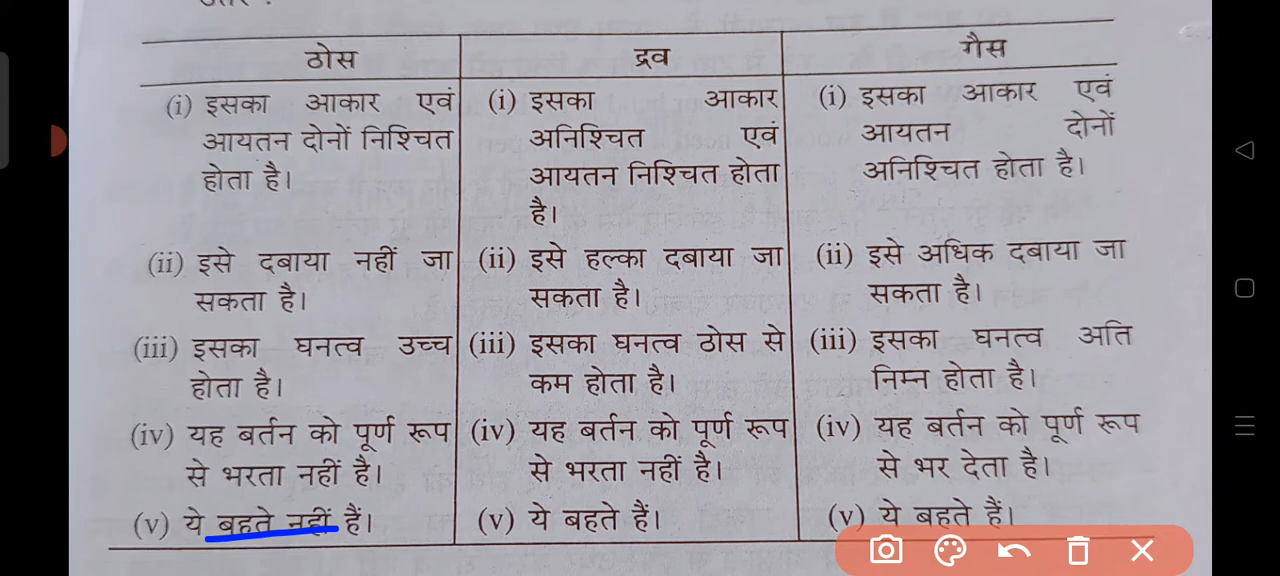 ठोस
(i) इसका आकार एवं
आयतन दोनों निश्चित
होता है।
(ii) इसे दबाया नहीं जा
सकता है।
(iii) इसका घनत्व उच्च
होता है।
(iv) यह बर्तन को पूर्ण रूप
से भरता नहीं है।
(v) ये बहते नहीं हैं।
द्रव
(i) इसका आकार
अनिश्चित एवं
आयतन निश्चित होता
है।
(ii) इसे हल्का दबाया जा
सकता है।
(iii) इसका घनत्व ठोस से
कम होता है।
(iv) यह बर्तन को पूर्ण रूप
से भरता नहीं है।
(v) ये बहते हैं।
गैस
(i) इसका आकार एवं
आयतन दोनों
अनिश्चित होता है।
(ii) इसे अधिक दबाया जा
सकता है।
(iii) इसका घनत्व अति
निम्न होता है।
(iv) यह बर्तन को पूर्ण रूप
से भर देता है।
(v) ये बहते हैं।